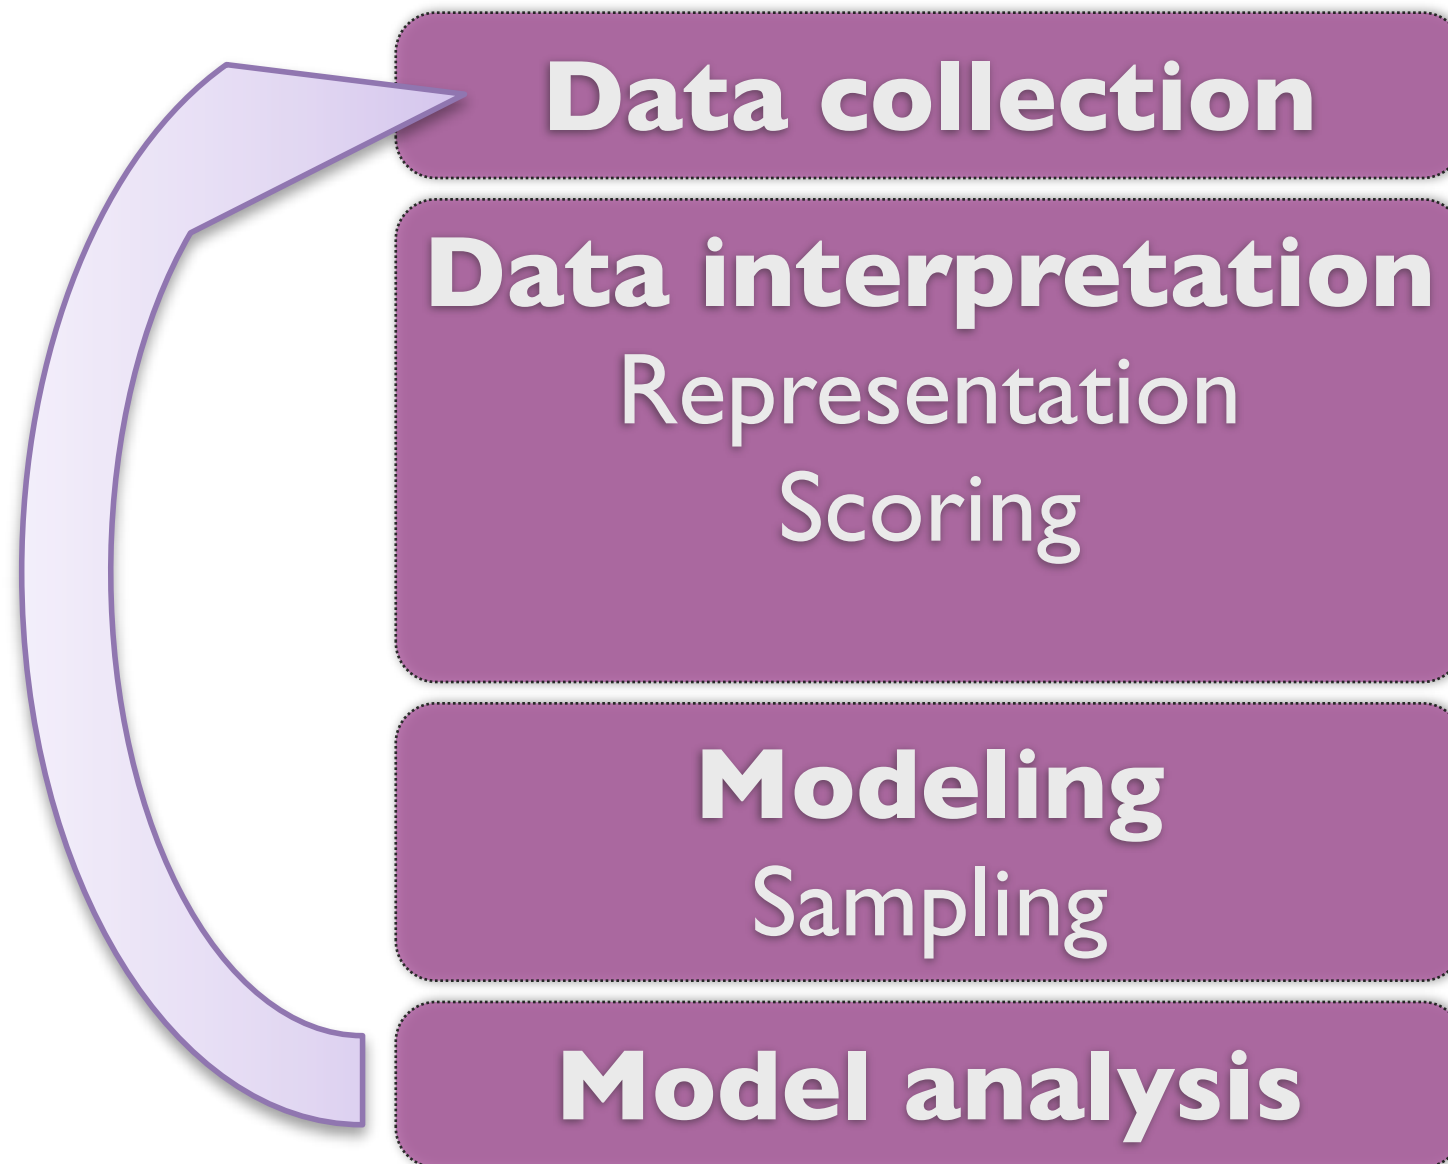 Data collection
Data interpretation
Representation
Scoring
Modeling
Sampling
Model analysis